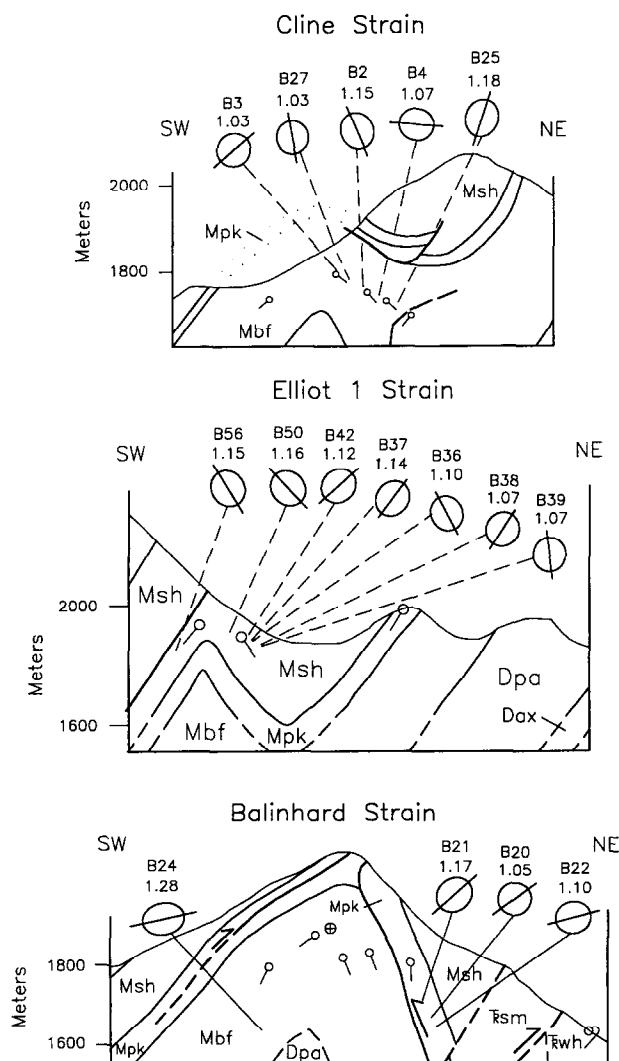 Cline Strain
B3
1.03
B27
1.03
B2
1.15
B4
1.07
B25
1.18
SW
NE
Meters
2000
1800
Mpk
Msh
Mbf
Elliot 1 Strain
SW
NE
B56
1.15
B50
1.16
B42
1.12
B37
1.14
B36
1.10
B38
1.07
B39
1.07
Meters
2000
1600
Msh
Msh
Mbf
Mpk
Dpa
Dax
Balinhard Strain
SW
NE
B24
1.28
B21
1.17
B20
1.05
B22
1.10
Meters
1800
1600
Msh
Mpk
Mbf
Dpa
Mpk
Msh
Ꞧsm
Ꞧwh